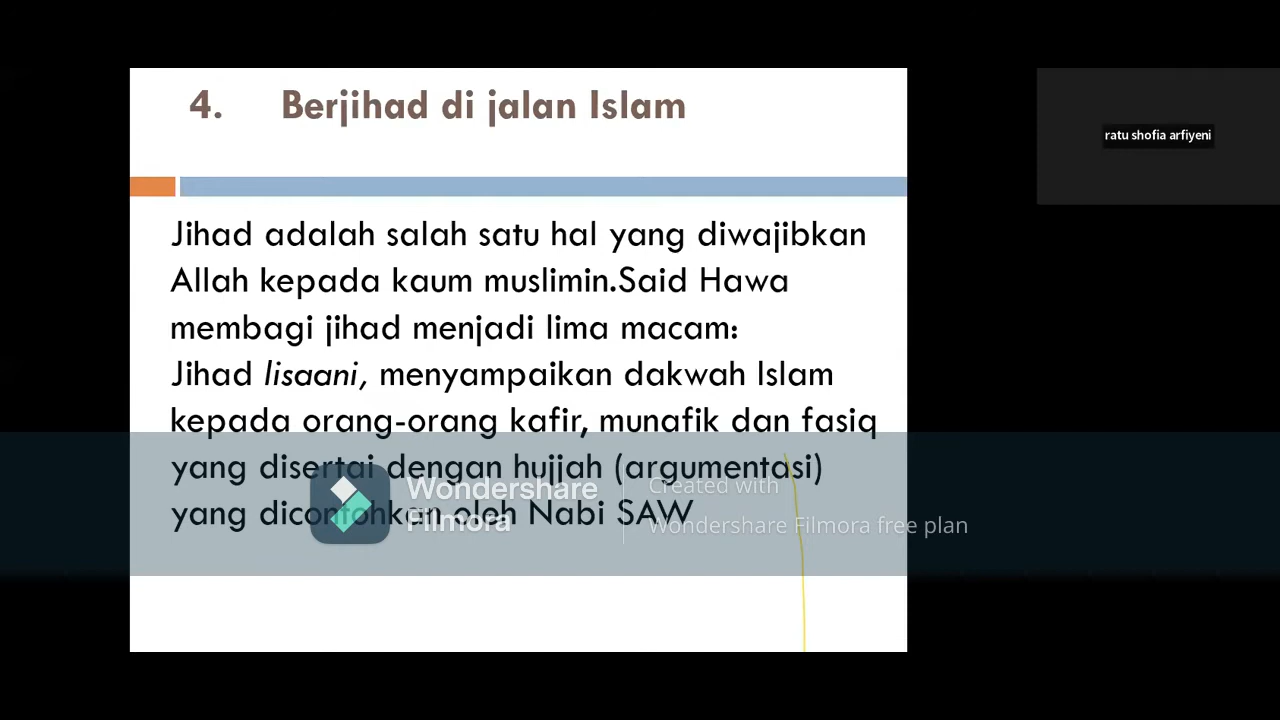 4. Berjihad di jalan Islam
ratu shofia arfiyeni
Jihad adalah salah satu hal yang diwajibkan
Allah kepada kaum muslimin.Said Hawa
membagi jihad menjadi lima macam:
Jihad lisaani, menyampaikan dakwah Islam
kepada orang-orang kafir, munafik dan fasiq
yang disertai dengan hujjah (argumentasi)
yang dicontohkan oleh Nabi SAW
Wondershare
Filmora
Created with
Wondershare Filmora free plan